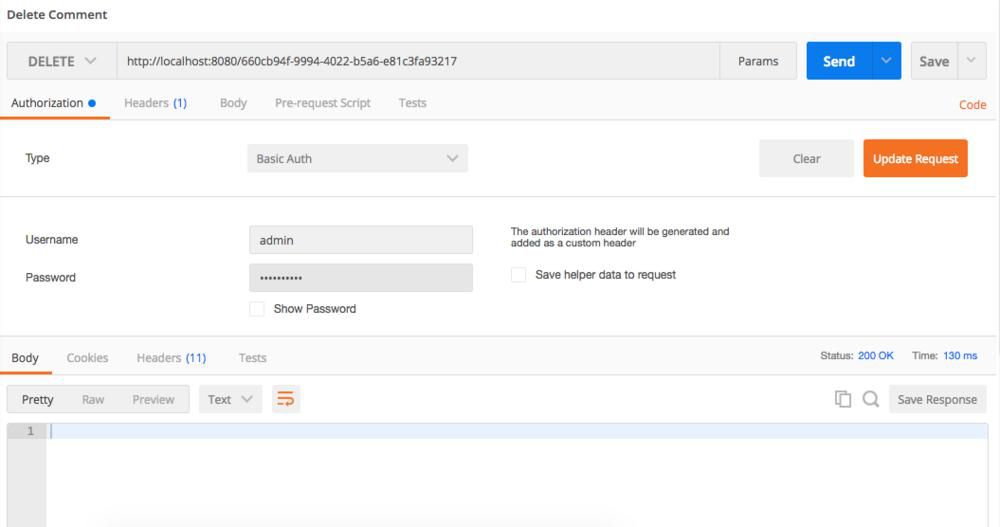 Delete Comment
DELETE http://localhost:8080/660cb94f-9994-4022-b5a6-e81c3fa93217 Params Send Save
Authorization Headers (1) Body Pre-request Script Tests Code
Type Basic Auth Clear Update Request
Username admin The authorization header will be generated and
added as a custom header
Password •••••••••• Save helper data to request
Show Password
Body Cookies Headers (11) Tests Status: 200 OK Time: 130 ms
Pretty Raw Preview Text Save Response
1